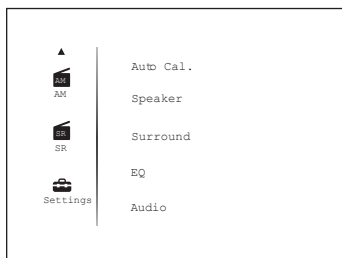 AM
AM
SR
SR
Settings
Auto Cal.
Speaker
Surround
EQ
Audio